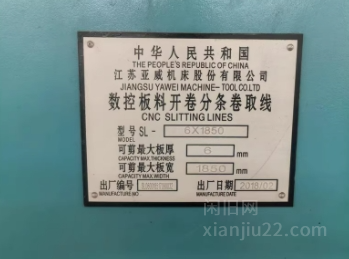 中华人民共和国
THE PEOPLE'S REPUBLIC OF CHINA
江苏亚威机床股份有限公司
JIANGSU YAWEI MACHINE-TOOL CO.LTD
数控板料开卷分条卷取线
CNC SLITTING LINES
型号 SL- 6X1850
MODEL
可剪最大板厚 6 mm
CAPACITY MAX.THICKNESS
可剪最大板宽 1850 mm
CAPACITY MAX.WIDTH
出厂编号 出厂日期 2018/02
MANUFACTURE NO MANUFACTURE DATE
闲旧网
xianjiu22.com